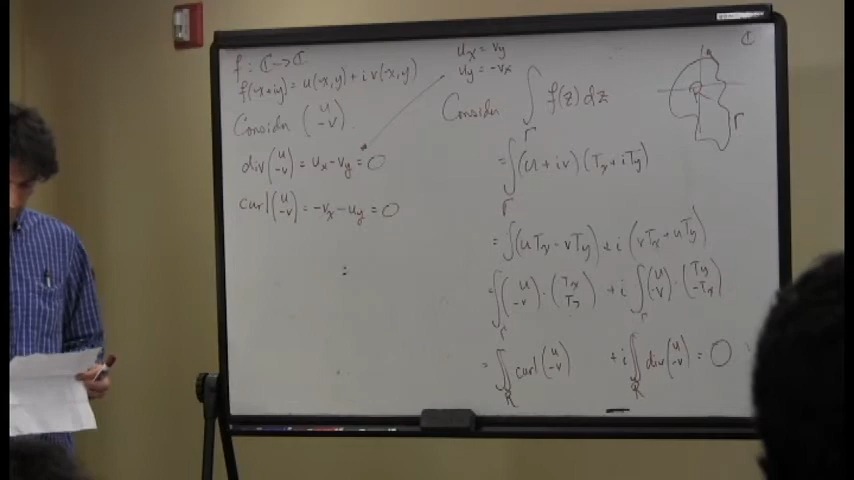 f : ℂ → ℂ
f(x+iy) = u(x,y) + i v(x,y)
Consider (u −v)
div(u −v) = u_x − v_y = 0
curl(u −v) = −v_x − u_y = 0
u_x = v_y
u_y = −v_x
Consider ∫_Γ f(z) dz
= ∫_Γ (u + iv) (T_x + iT_y)
= ∫(uT_x − vT_y) + i (vT_x + uT_y)
= ∫_Γ (u −v) · (T_x T_y) + i ∫_Γ (u −v) · (T_y −T_x)
= ∬_R curl(u −v) + i ∬_R div(u −v) = 0
ℂ
R
Γ